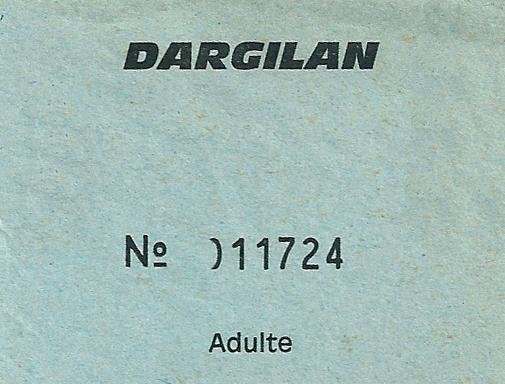 DARGILAN
Nº )11724
Adulte